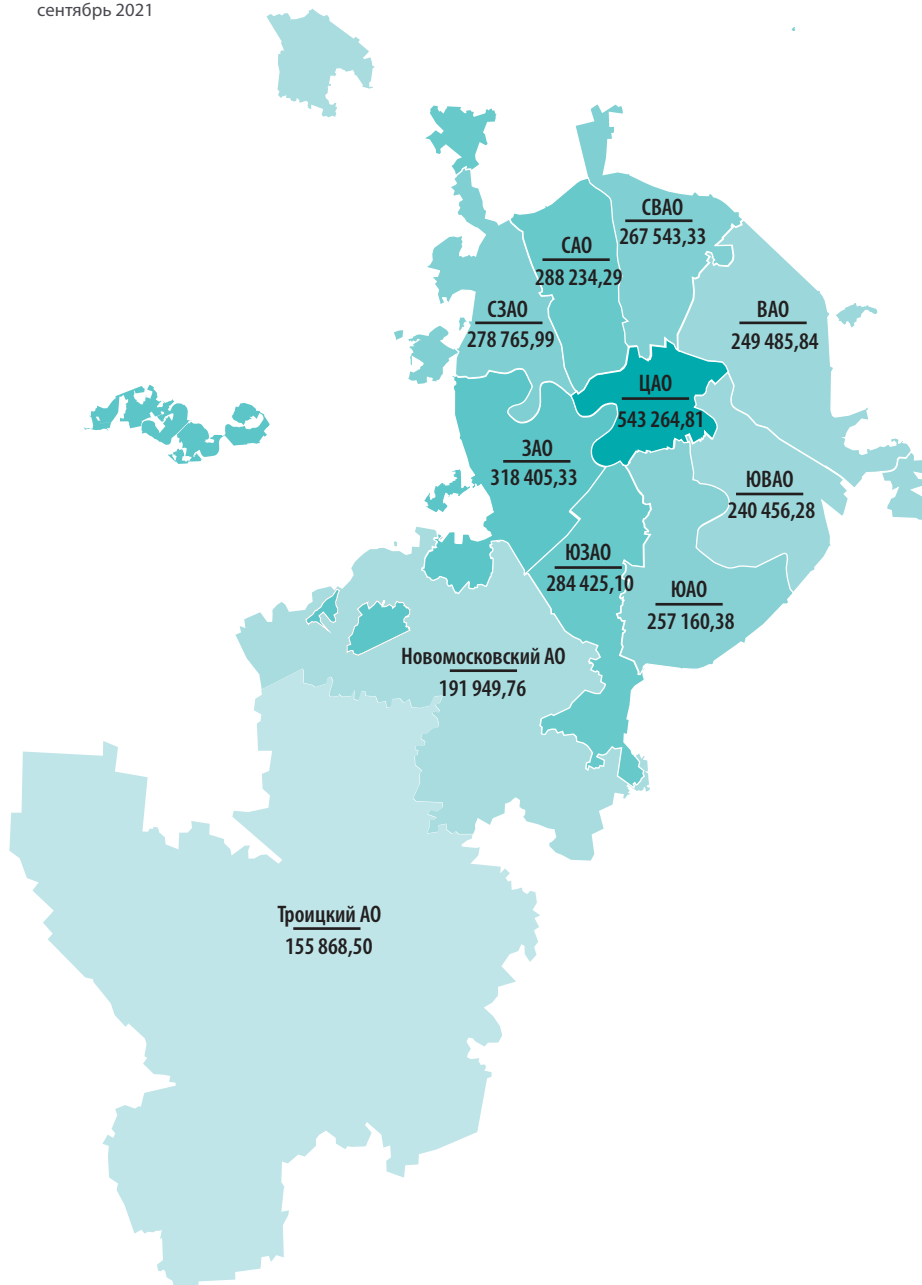 сентябрь 2021
СВАО
267 543,33
САО
288 234,29
СЗАО
278 765,99
ВАО
249 485,84
ЦАО
543 264,81
ЗАО
318 405,33
ЮВАО
240 456,28
ЮЗАО
284 425,10
ЮАО
257 160,38
Новомосковский АО
191 949,76
Троицкий АО
155 868,50